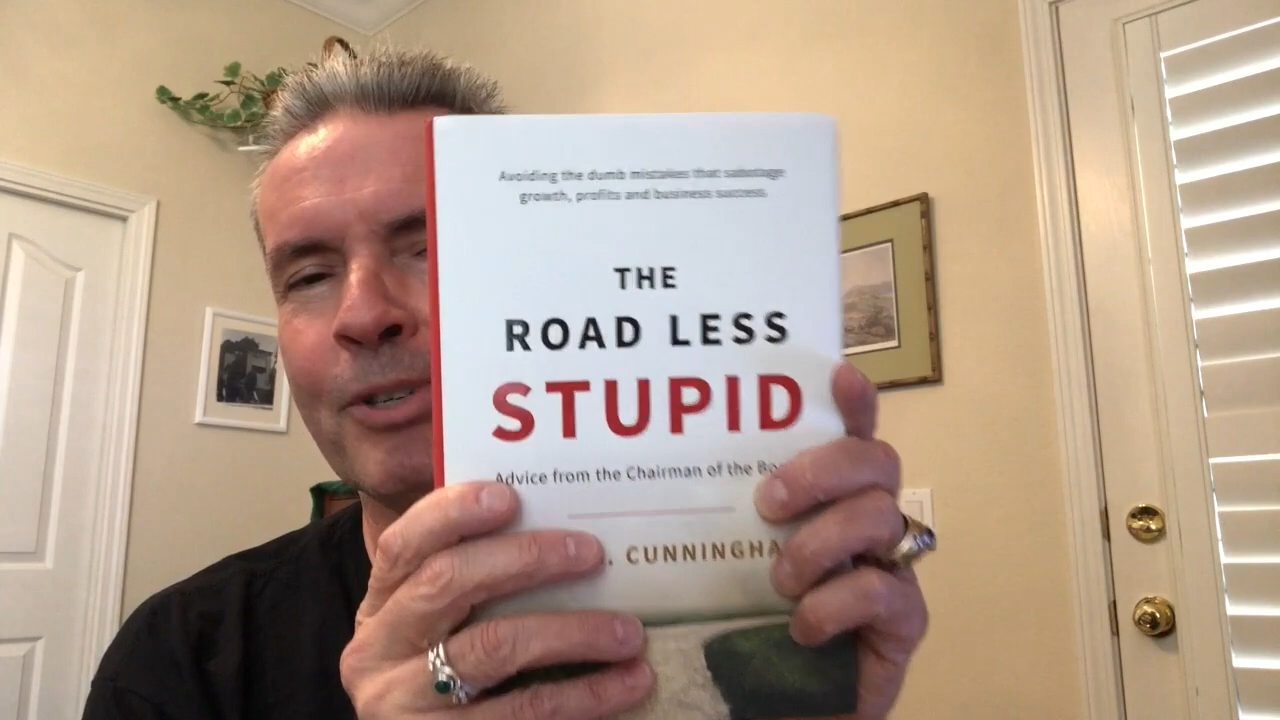 Avoiding the dumb mistakes that sabotage
growth, profits and business success
THE
ROAD LESS
STUPID
Advice from the Chairman of the
. CUNNINGHA